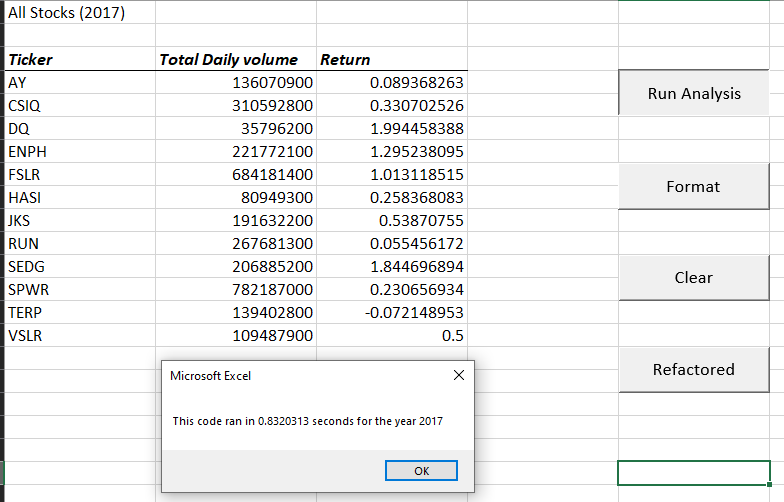 All Stocks (2017)
Ticker Total Daily volume Return
AY 136070900 0.089368263
CSIQ 310592800 0.330702526
DQ 35796200 1.994458388
ENPH 221772100 1.295238095
FSLR 684181400 1.013118515
HASI 80949300 0.258368083
JKS 191632200 0.53870755
RUN 267681300 0.055456172
SEDG 206885200 1.844696894
SPWR 782187000 0.230656934
TERP 139402800 -0.072148953
VSLR 109487900 0.5
Run Analysis
Format
Clear
Refactored
Microsoft Excel
This code ran in 0.8320313 seconds for the year 2017
OK